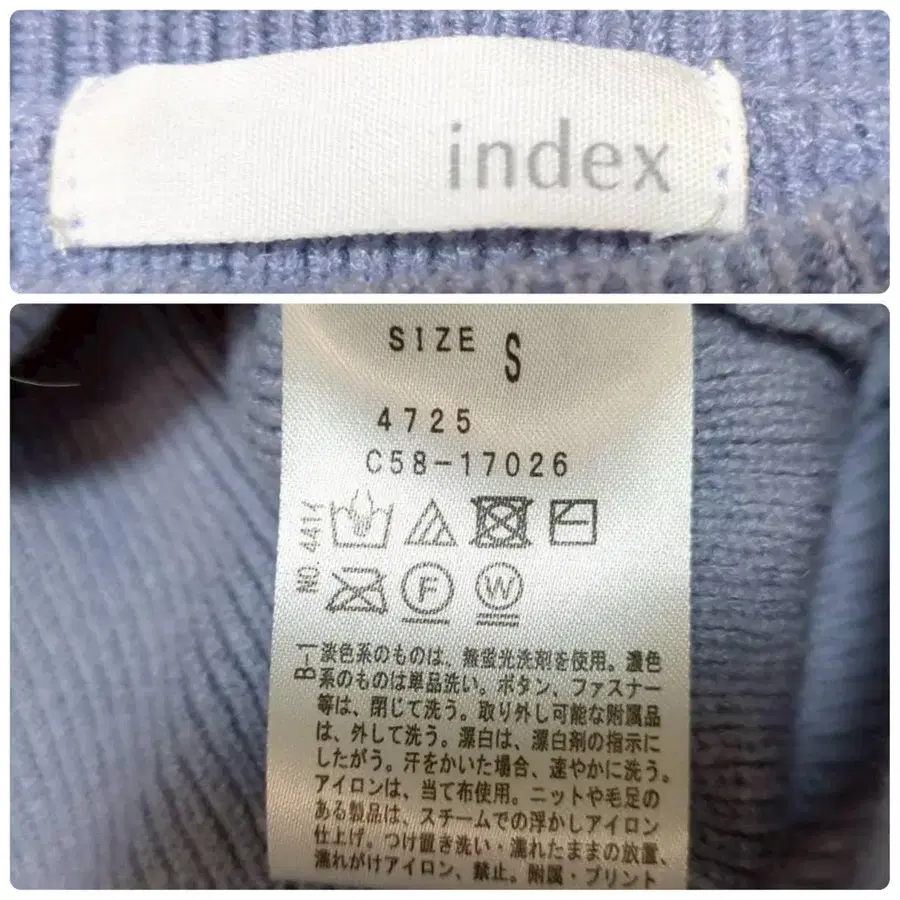 index
SIZE S
4725
C58-17026
NO. 441
F
W
B-1
淡色系のものは、無蛍光洗剤を使用。濃色
系のものは単品洗い。ボタン、ファスナー
等は、閉じて洗う。取り外し可能な附属品
は、外して洗う。漂白は、漂白剤の指示に
したがう。汗をかいた場合、速やかに洗う。
アイロンは、当て布使用。ニットや毛足の
ある製品は、スチームでの浮かしアイロン
仕上げ。つけ置き洗い・濡れたままの放置、
濡れがけアイロン、禁止。附属・プリント